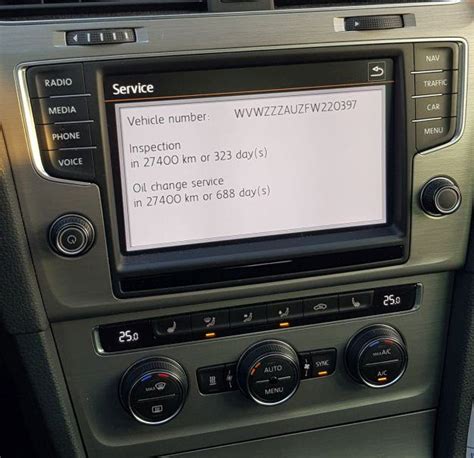 RADIO
MEDIA
PHONE
VOICE
Service
Vehicle number: WVWZZZAUZFW220397
Inspection
in 27400 km or 323 day(s)
Oil change service
in 27400 km or 688 day(s)
NAV
TRAFFIC
CAR
MENU
25.0
25.0
AUTO
MENU
SYNC
MAX A/C
A/C